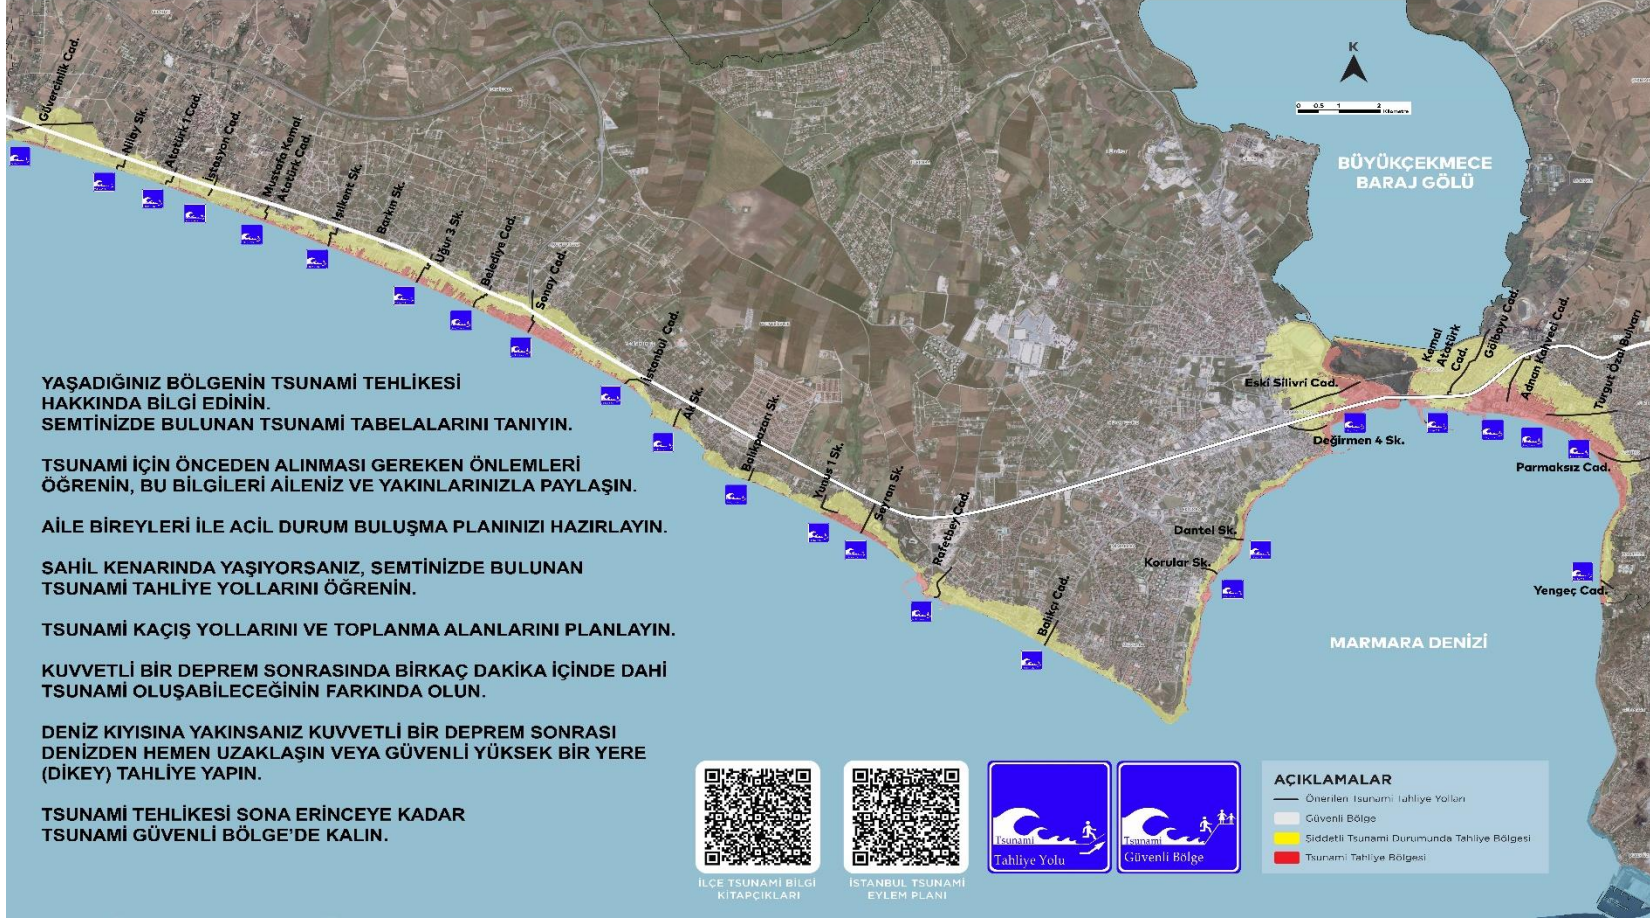 Güvercinlik Cad.
Nilay Sk.
Atatürk 1 Cad.
İstasyon Cad.
Mustafa Kemal
Atatürk Cad.
Işılkent Sk.
Barkın Sk.
Uğur 3 Sk.
Belediye Cad.
Sonay Cad.
İstanbul Cad.
Ak Sk.
Balıkpazarı Sk.
Yunus 1 Sk.
Seyran Sk.
Rafetbey Cad.
Balıkçı Cad.
K
0 0.5 1 2
Kilometre
BÜYÜKÇEKMECE
BARAJ GÖLÜ
Eski Silivri Cad.
Kemal
Atatürk
Cad.
Gölboyu Cad.
Adnan Kahveci Cad.
Turgut Özal Bulvarı
Değirmen 4 Sk.
Parmaksız Cad.
Dantel Sk.
Korular Sk.
Yengeç Cad.
MARMARA DENİZİ
YAŞADIĞINIZ BÖLGENİN TSUNAMİ TEHLİKESİ
HAKKINDA BİLGİ EDİNİN.
SEMTİNİZDE BULUNAN TSUNAMİ TABELALARINI TANIYIN.
TSUNAMİ İÇİN ÖNCEDEN ALINMASI GEREKEN ÖNLEMLERİ
ÖĞRENİN, BU BİLGİLERİ AİLENİZ VE YAKINLARINIZLA PAYLAŞIN.
AİLE BİREYLERİ İLE ACİL DURUM BULUŞMA PLANINIZI HAZIRLAYIN.
SAHİL KENARINDA YAŞIYORSANIZ, SEMTİNİZDE BULUNAN
TSUNAMİ TAHLİYE YOLLARINI ÖĞRENİN.
TSUNAMİ KAÇIŞ YOLLARINI VE TOPLANMA ALANLARINI PLANLAYIN.
KUVVETLİ BİR DEPREM SONRASINDA BİRKAÇ DAKİKA İÇİNDE DAHİ
TSUNAMİ OLUŞABİLECEĞİNİN FARKINDA OLUN.
DENİZ KIYISINA YAKINSANIZ KUVVETLİ BİR DEPREM SONRASI
DENİZDEN HEMEN UZAKLAŞIN VEYA GÜVENLİ YÜKSEK BİR YERE
(DİKEY) TAHLİYE YAPIN.
TSUNAMİ TEHLİKESİ SONA ERİNCEYE KADAR
TSUNAMİ GÜVENLİ BÖLGE'DE KALIN.
İLÇE TSUNAMİ BİLGİ
KİTAPÇIKLARI
İSTANBUL TSUNAMİ
EYLEM PLANI
Tsunami
Tahliye Yolu
Tsunami
Güvenli Bölge
AÇIKLAMALAR
Önerilen Tsunami Tahliye Yolları
Güvenli Bölge
Şiddetli Tsunami Durumunda Tahliye Bölgesi
Tsunami Tahliye Bölgesi